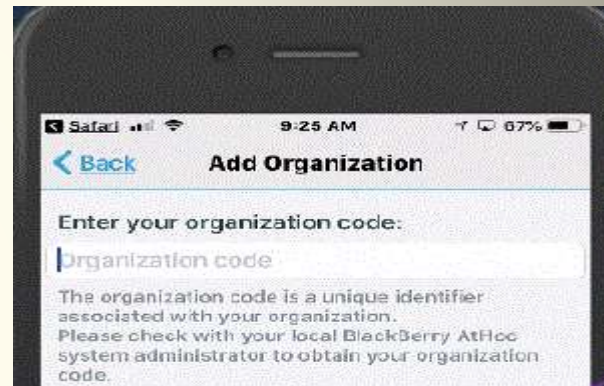 Safari 9:25 AM 67%
Back Add Organization
Enter your organization code:
Organization code
The organization code is a unique identifier
associated with your organization.
Please check with your local BlackBerry AtHoc
system administrator to obtain your organization
code.